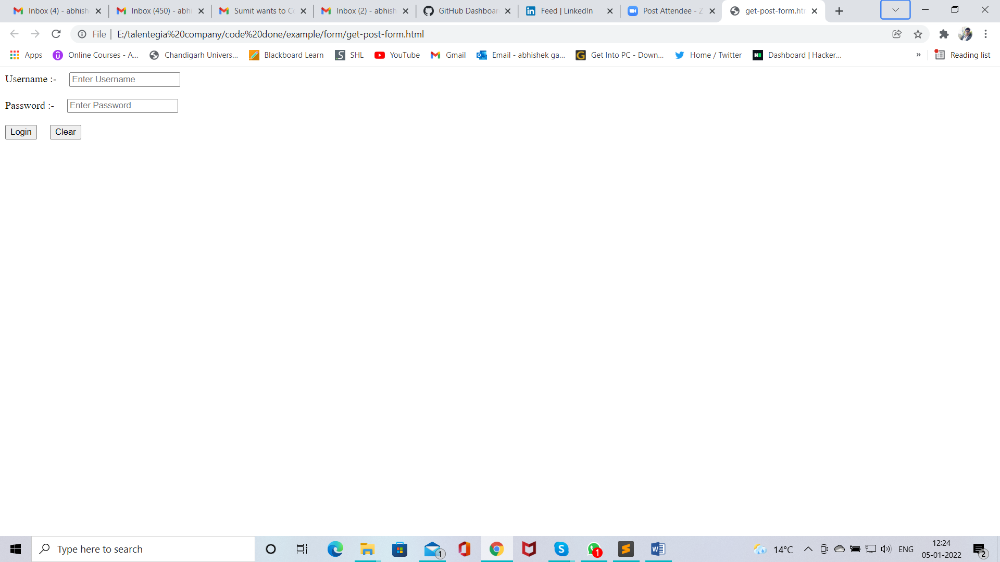 Inbox (4) - abhish
Inbox (450) - abhi
Sumit wants to Co
Inbox (2) - abhish
GitHub Dashboar
Feed | LinkedIn
Post Attendee - Z
get-post-form.htm
File | E:/talentegia%20company/code%20done/example/form/get-post-form.html
Apps
Online Courses - A...
Chandigarh Univers...
Blackboard Learn
SHL
YouTube
Gmail
Email - abhishek ga...
Get Into PC - Down...
Home / Twitter
Dashboard | Hacker...
»
Reading list
Username :- Enter Username
Password :- Enter Password
Login Clear
Type here to search
1
1
14°C
ENG
12:24
05-01-2022
2